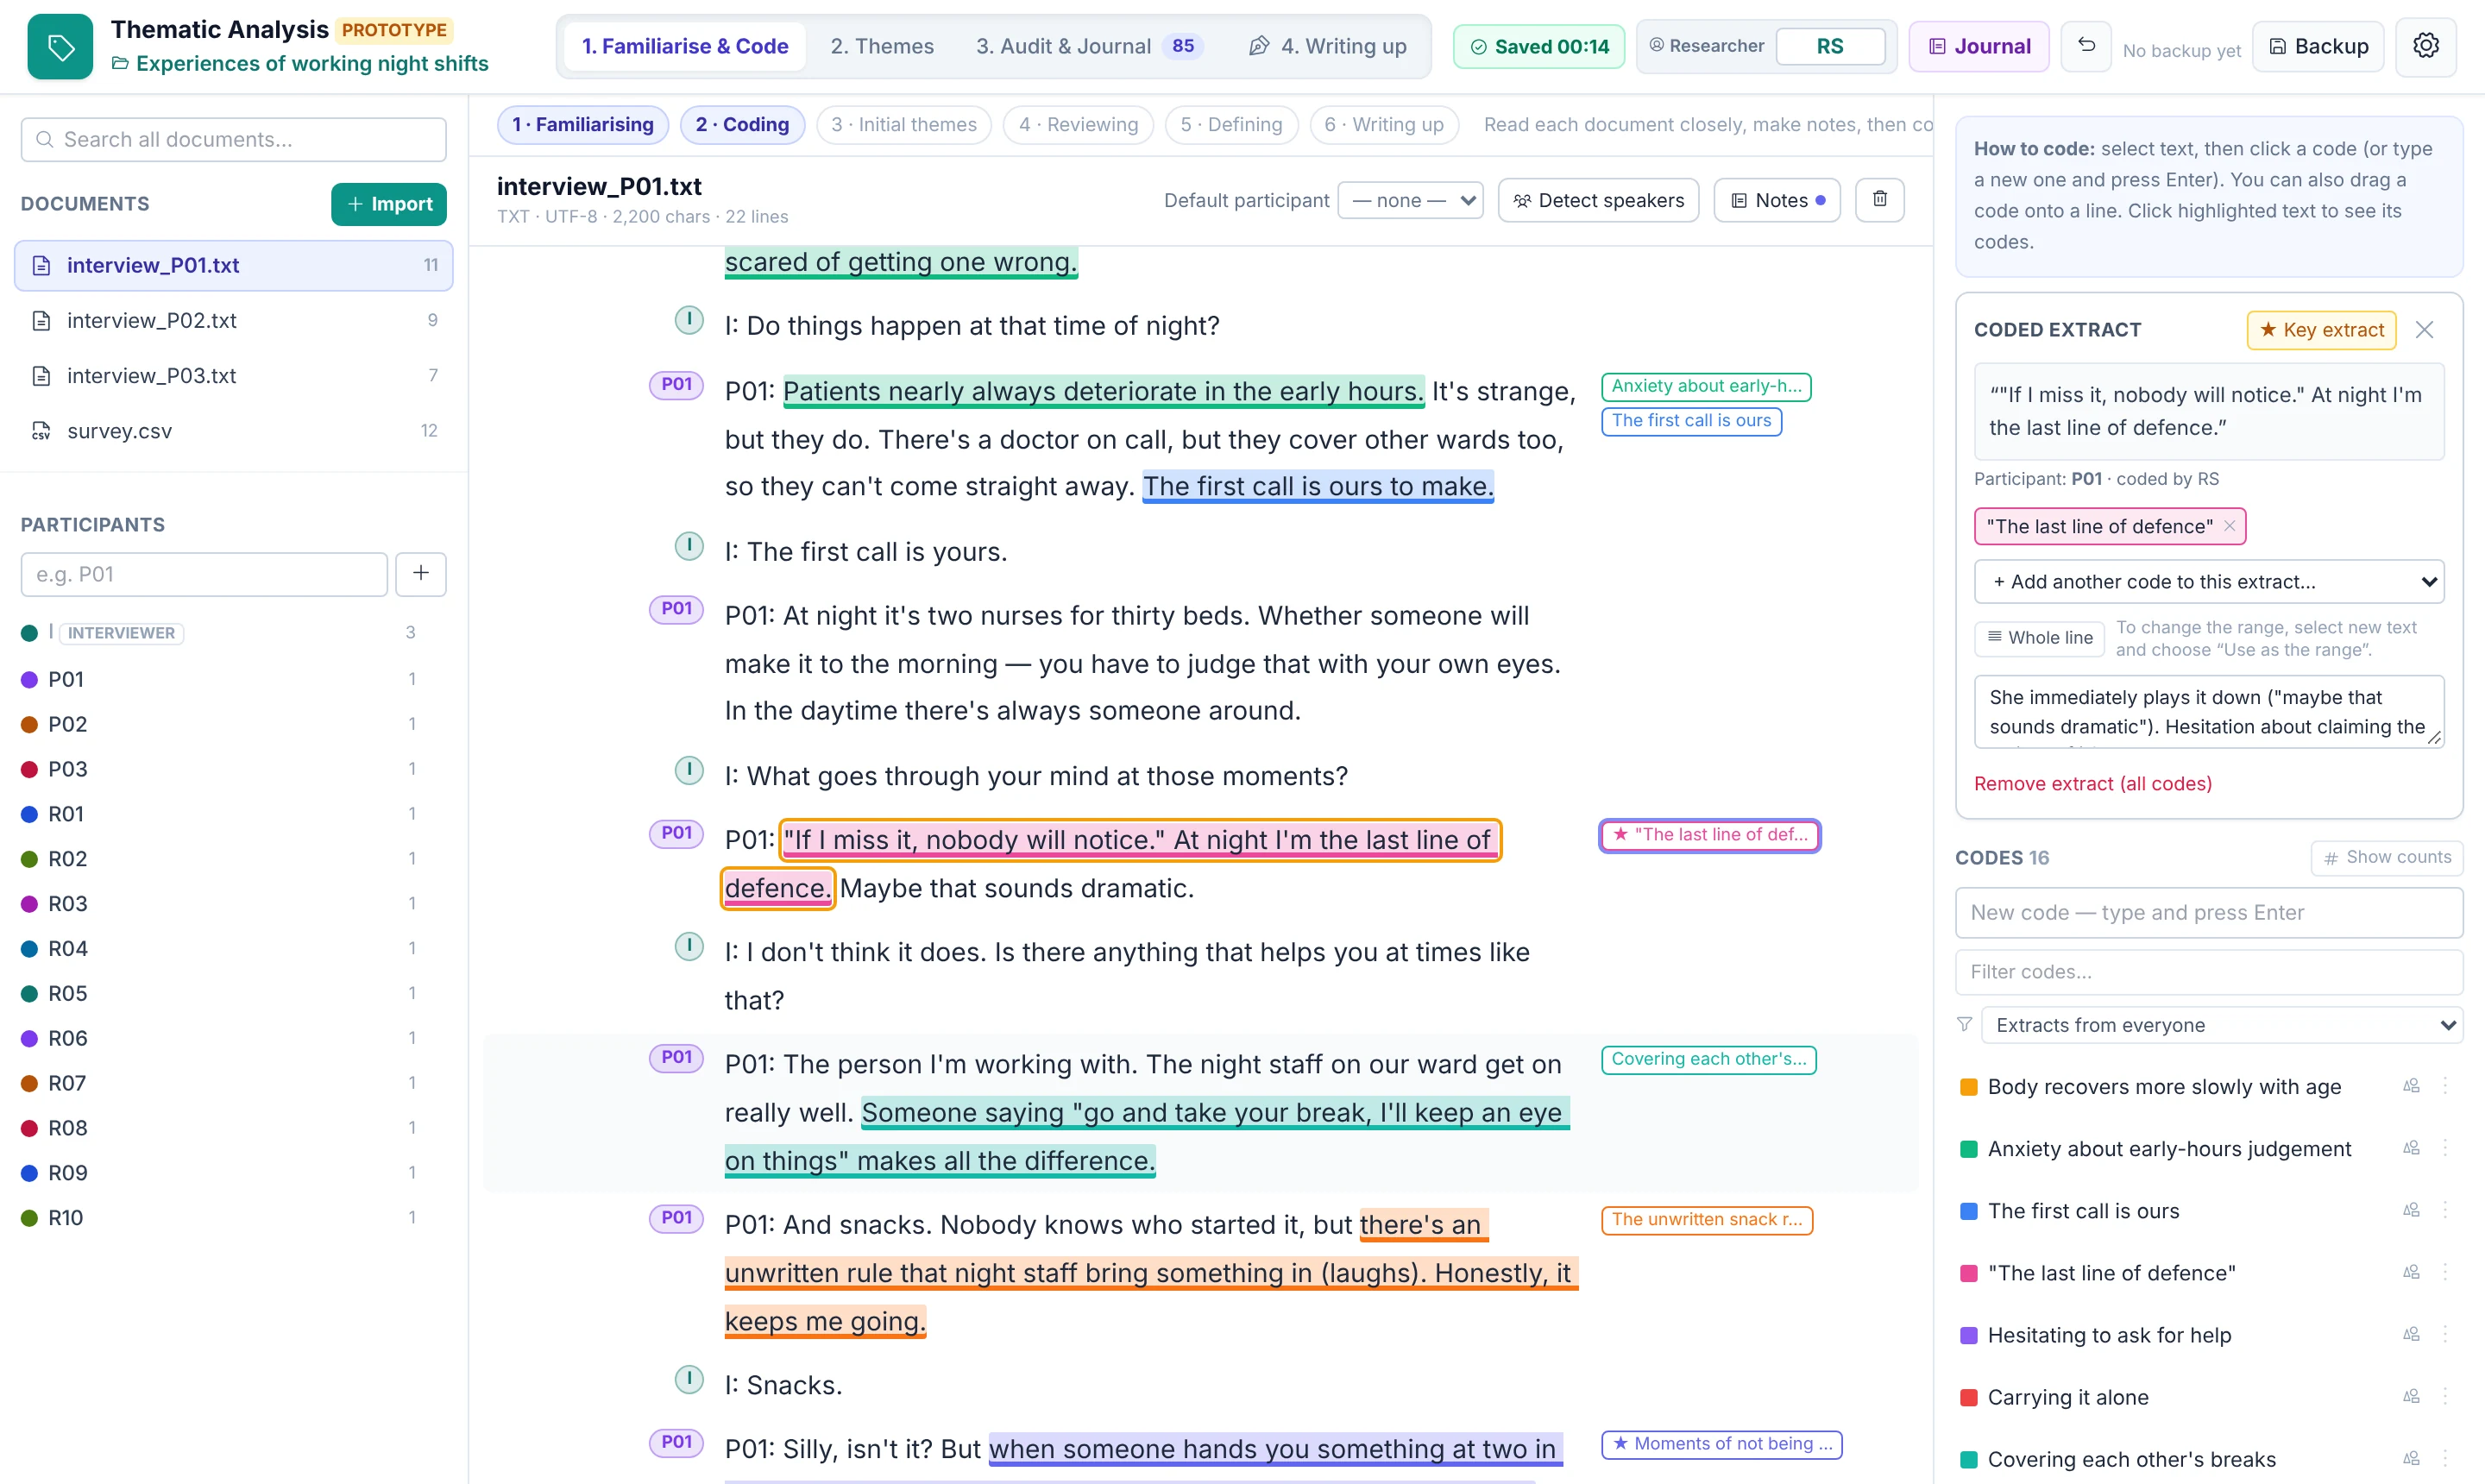 Thematic Analysis PROTOTYPE
Experiences of working night shifts
1. Familiarise & Code
2. Themes
3. Audit & Journal 85
4. Writing up
Saved 00:14
Researcher RS
Journal
No backup yet
Backup
Search all documents...
DOCUMENTS
+ Import
interview_P01.txt 11
interview_P02.txt 9
interview_P03.txt 7
CSV survey.csv 12
PARTICIPANTS
e.g. P01
+
I INTERVIEWER 3
P01 1
P02 1
P03 1
R01 1
R02 1
R03 1
R04 1
R05 1
R06 1
R07 1
R08 1
R09 1
R10 1
1 · Familiarising
2 · Coding
3 · Initial themes
4 · Reviewing
5 · Defining
6 · Writing up
Read each document closely, make notes, then co
interview_P01.txt
TXT · UTF-8 · 2,200 chars · 22 lines
Default participant — none —
Detect speakers
Notes
scared of getting one wrong.
I I: Do things happen at that time of night?
P01 P01: Patients nearly always deteriorate in the early hours. It's strange,
but they do. There's a doctor on call, but they cover other wards too,
so they can't come straight away. The first call is ours to make.
Anxiety about early-h...
The first call is ours
I I: The first call is yours.
P01 P01: At night it's two nurses for thirty beds. Whether someone will
make it to the morning — you have to judge that with your own eyes.
In the daytime there's always someone around.
I I: What goes through your mind at those moments?
P01 P01: "If I miss it, nobody will notice." At night I'm the last line of
defence. Maybe that sounds dramatic.
★ "The last line of def...
I I: I don't think it does. Is there anything that helps you at times like
that?
P01 P01: The person I'm working with. The night staff on our ward get on
really well. Someone saying "go and take your break, I'll keep an eye
on things" makes all the difference.
Covering each other's...
P01 P01: And snacks. Nobody knows who started it, but there's an
unwritten rule that night staff bring something in (laughs). Honestly, it
keeps me going.
The unwritten snack r...
I I: Snacks.
P01 P01: Silly, isn't it? But when someone hands you something at two in
★ Moments of not being ...
How to code: select text, then click a code (or type
a new one and press Enter). You can also drag a
code onto a line. Click highlighted text to see its
codes.
CODED EXTRACT
★ Key extract
“"If I miss it, nobody will notice." At night I'm
the last line of defence.”
Participant: P01 · coded by RS
"The last line of defence" ×
+ Add another code to this extract...
Whole line
To change the range, select new text
and choose “Use as the range”.
She immediately plays it down ("maybe that
sounds dramatic"). Hesitation about claiming the
Remove extract (all codes)
CODES 16
# Show counts
New code — type and press Enter
Filter codes...
Extracts from everyone
Body recovers more slowly with age
Anxiety about early-hours judgement
The first call is ours
"The last line of defence"
Hesitating to ask for help
Carrying it alone
Covering each other's breaks